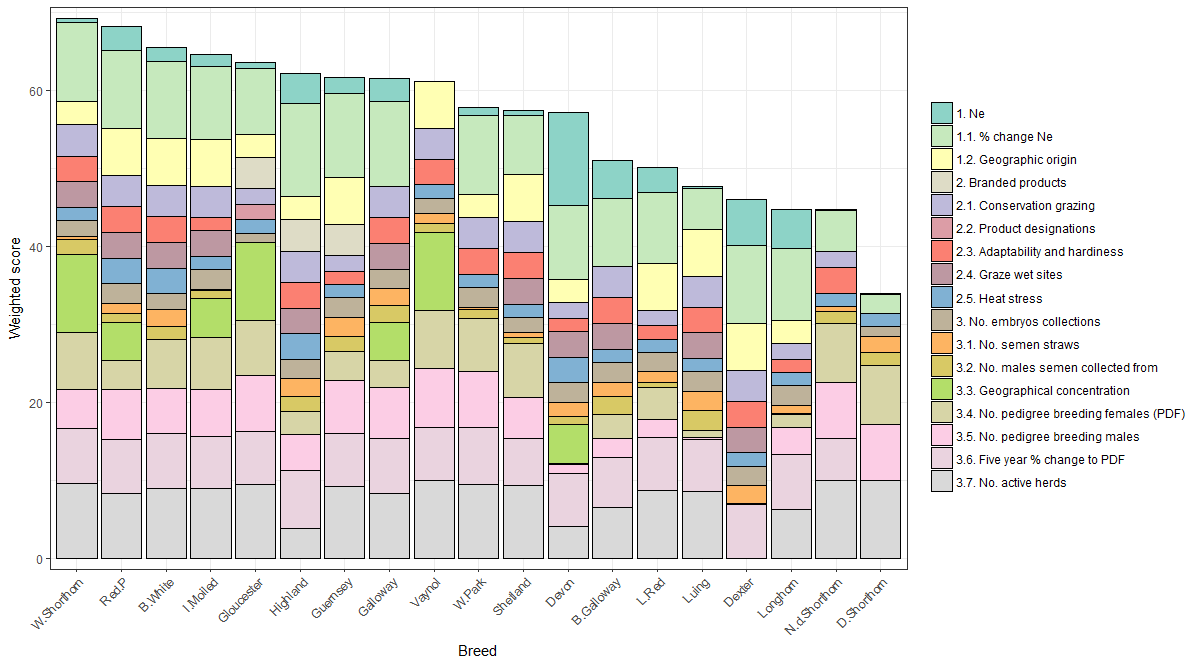 Weighted score
60
40
20
0
W.Shorthorn
Red.P
B.White
I.Moiled
Gloucester
Highland
Guernsey
Galloway
Vaynol
W.Park
Shetland
Devon
B.Galloway
L.Red
Luing
Dexter
Longhorn
N.d.Shorthorn
D.Shorthorn
Breed
1. Ne
1.1. % change Ne
1.2. Geographic origin
2. Branded products
2.1. Conservation grazing
2.2. Product designations
2.3. Adaptability and hardiness
2.4. Graze wet sites
2.5. Heat stress
3. No. embryos collections
3.1. No. semen straws
3.2. No. males semen collected from
3.3. Geographical concentration
3.4. No. pedigree breeding females (PDF)
3.5. No. pedigree breeding males
3.6. Five year % change to PDF
3.7. No. active herds